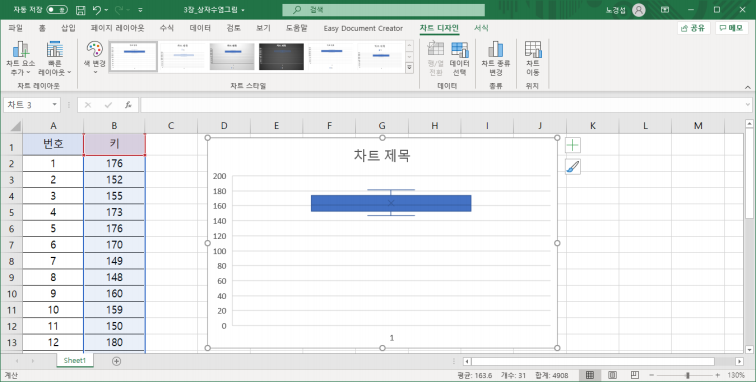 자동 저장
3장_상자수염그림
검색
노경섭
파일 홈 삽입 페이지 레이아웃 수식 데이터 검토 보기 도움말 Easy Document Creator 차트 디자인 서식 공유 메모
차트 요소 추가 빠른 레이아웃 색 변경 행/열 전환 데이터 선택 차트 종류 변경 차트 이동
차트 레이아웃 차트 스타일 데이터 종류 위치
차트 3 fx
A B C D E F G H I J K L M
1 번호 키
2 1 176
3 2 152
4 3 155
5 4 173
6 5 176
7 6 170
8 7 149
9 8 148
10 9 160
11 10 159
12 11 150
13 12 180
차트 제목
200
180
160
140
120
100
80
60
40
20
0
1
Sheet1
계산 평균: 163.6 개수: 31 합계: 4908 130%